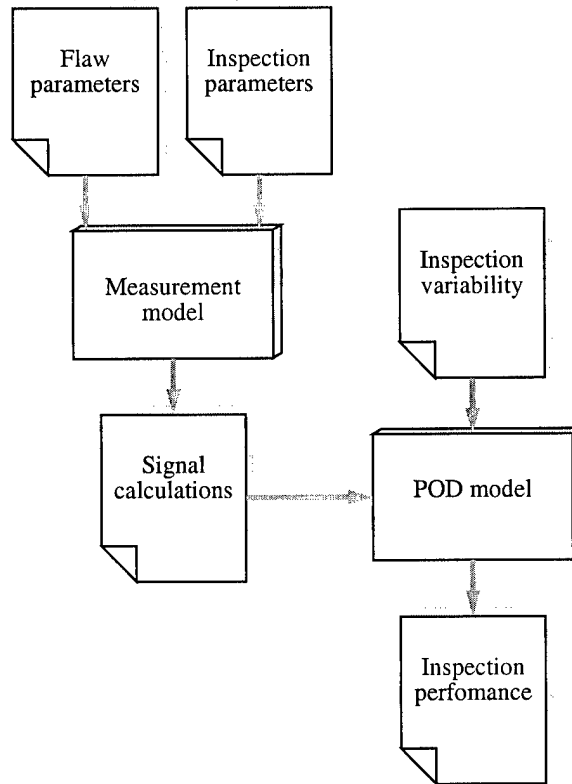 Flaw
parameters
Inspection
parameters
Measurement
model
Inspection
variability
Signal
calculations
POD model
Inspection
perfomance